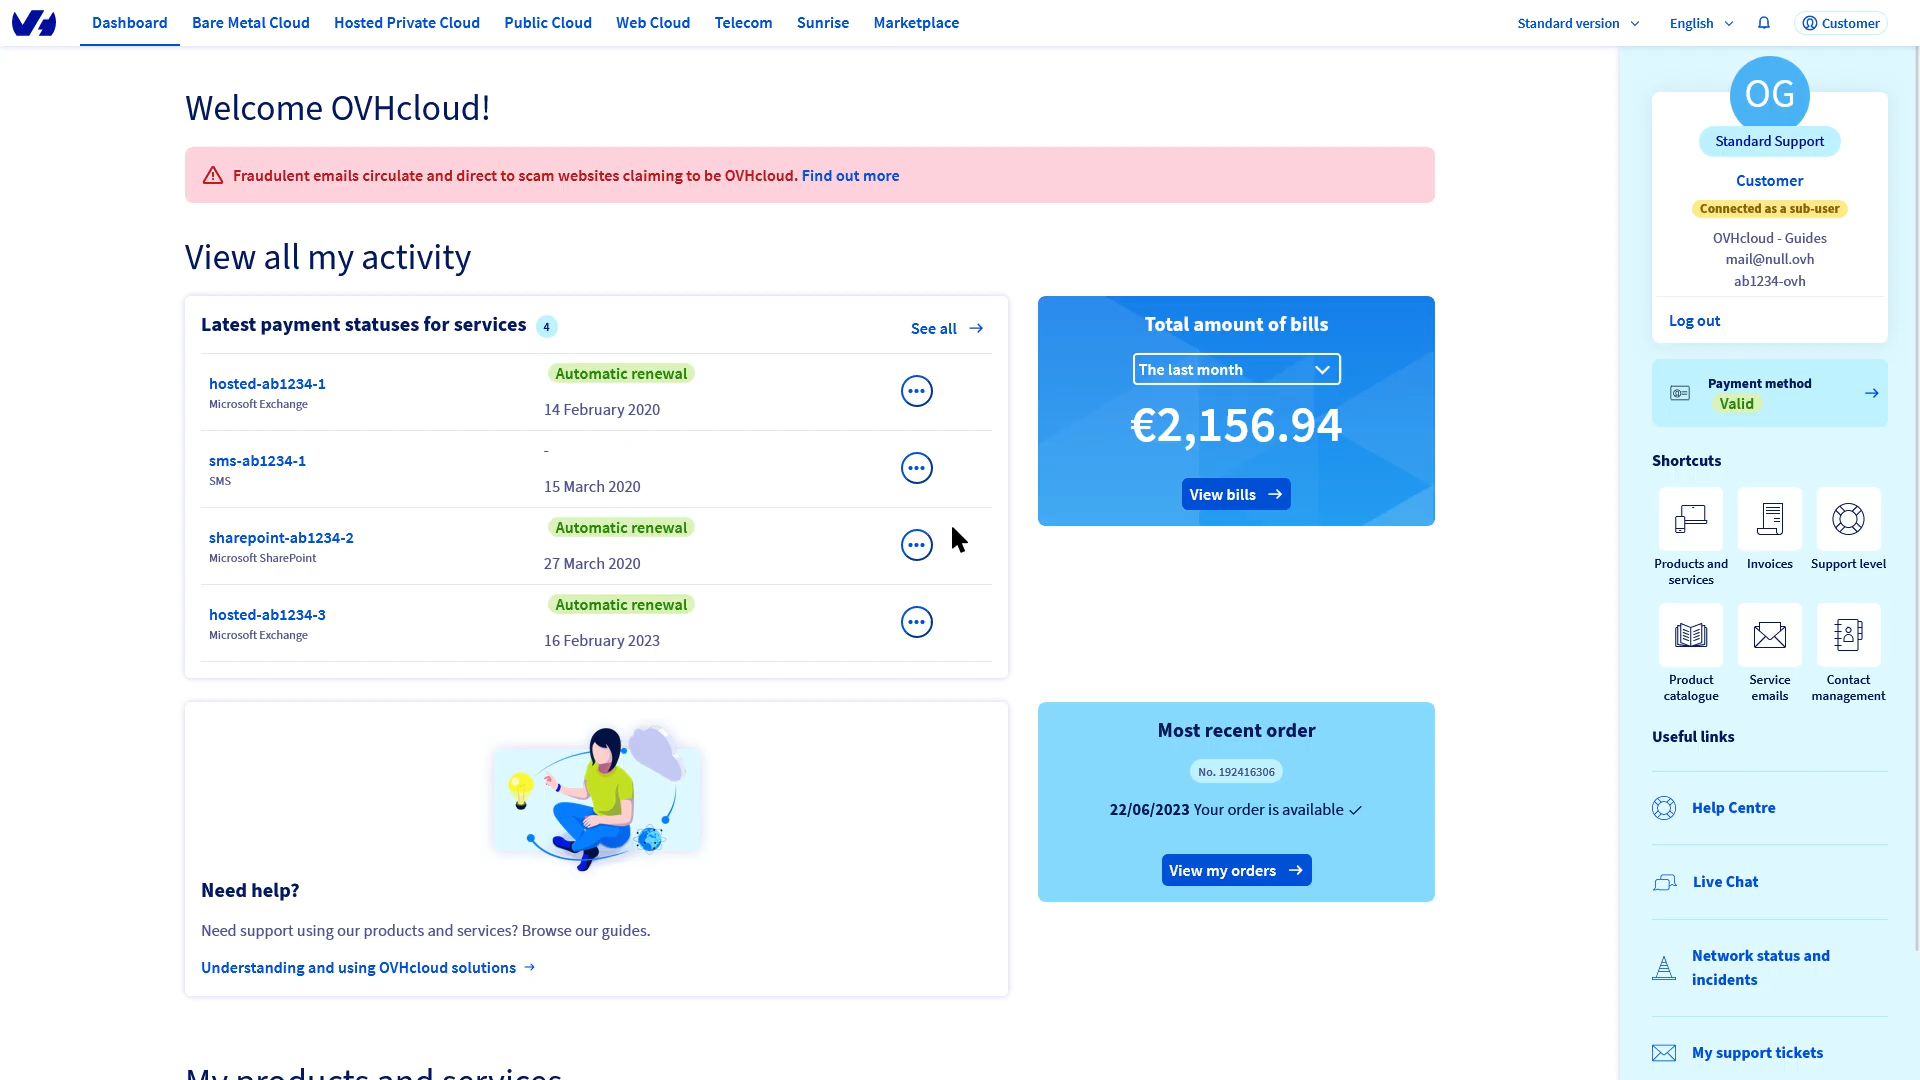 Dashboard
Bare Metal Cloud
Hosted Private Cloud
Public Cloud
Web Cloud
Telecom
Sunrise
Marketplace
Standard version
English
Customer
Welcome OVHcloud!
Fraudulent emails circulate and direct to scam websites claiming to be OVHcloud. Find out more
View all my activity
Latest payment statuses for services 4
See all
hosted-ab1234-1
Microsoft Exchange
Automatic renewal
14 February 2020
sms-ab1234-1
SMS
-
15 March 2020
sharepoint-ab1234-2
Microsoft SharePoint
Automatic renewal
27 March 2020
hosted-ab1234-3
Microsoft Exchange
Automatic renewal
16 February 2023
Total amount of bills
The last month
€2,156.94
View bills
Need help?
Need support using our products and services? Browse our guides.
Understanding and using OVHcloud solutions
Most recent order
No. 192416306
22/06/2023 Your order is available
View my orders
My products and services
OG
Standard Support
Customer
Connected as a sub-user
OVHcloud - Guides
mail@null.ovh
ab1234-ovh
Log out
Payment method
Valid
Shortcuts
Products and
services
Invoices
Support level
Product
catalogue
Service
emails
Contact
management
Useful links
Help Centre
Live Chat
Network status and
incidents
My support tickets